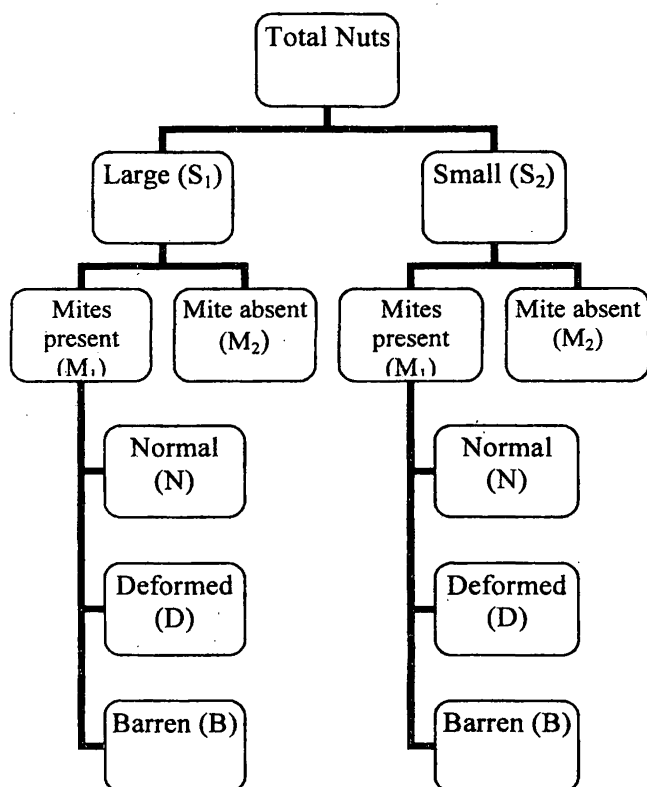 Total Nuts
Large (S₁)
Small (S₂)
Mites
present
(M₁)
Mite absent
(M₂)
Mites
present
(M₁)
Mite absent
(M₂)
Normal
(N)
Normal
(N)
Deformed
(D)
Deformed
(D)
Barren (B)
Barren (B)